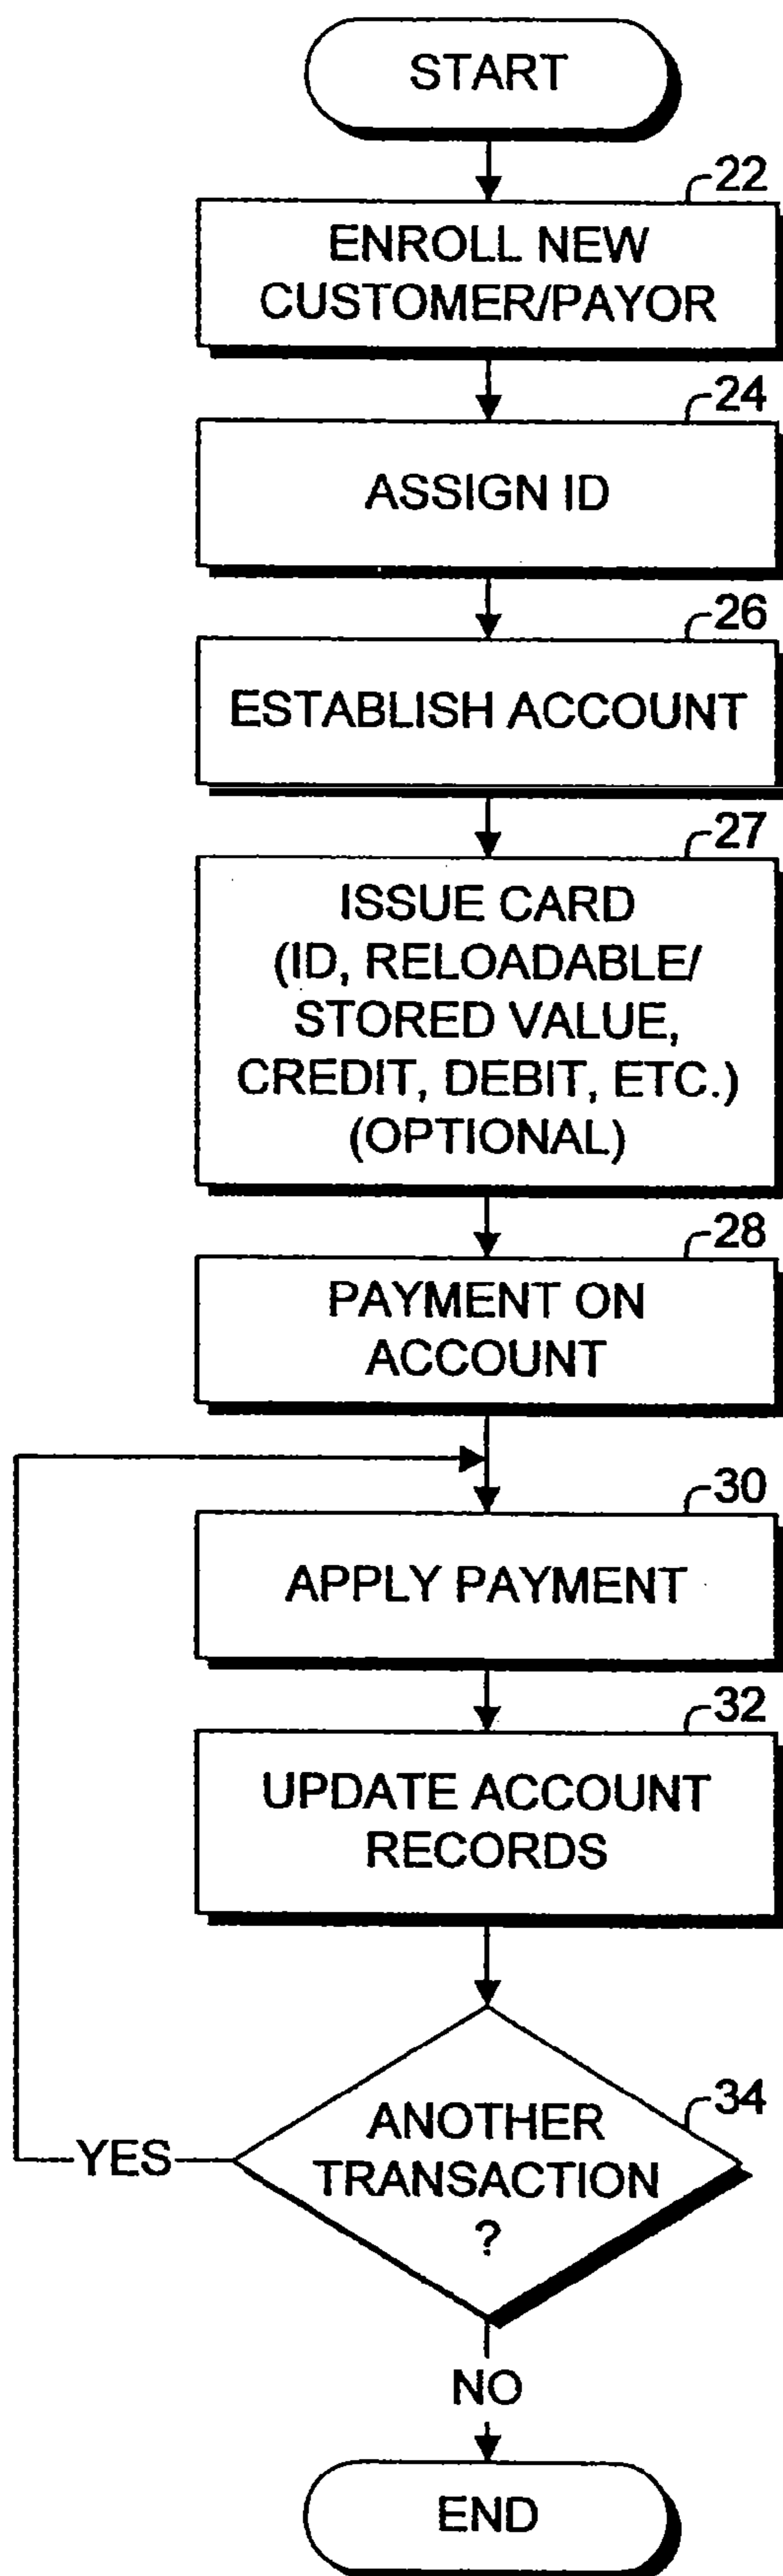 START
22
ENROLL NEW
CUSTOMER/PAYOR
24
ASSIGN ID
26
ESTABLISH ACCOUNT
27
ISSUE CARD
(ID, RELOADABLE/
STORED VALUE,
CREDIT, DEBIT, ETC.)
(OPTIONAL)
28
PAYMENT ON
ACCOUNT
30
APPLY PAYMENT
32
UPDATE ACCOUNT
RECORDS
34
ANOTHER
TRANSACTION
?
YES
NO
END